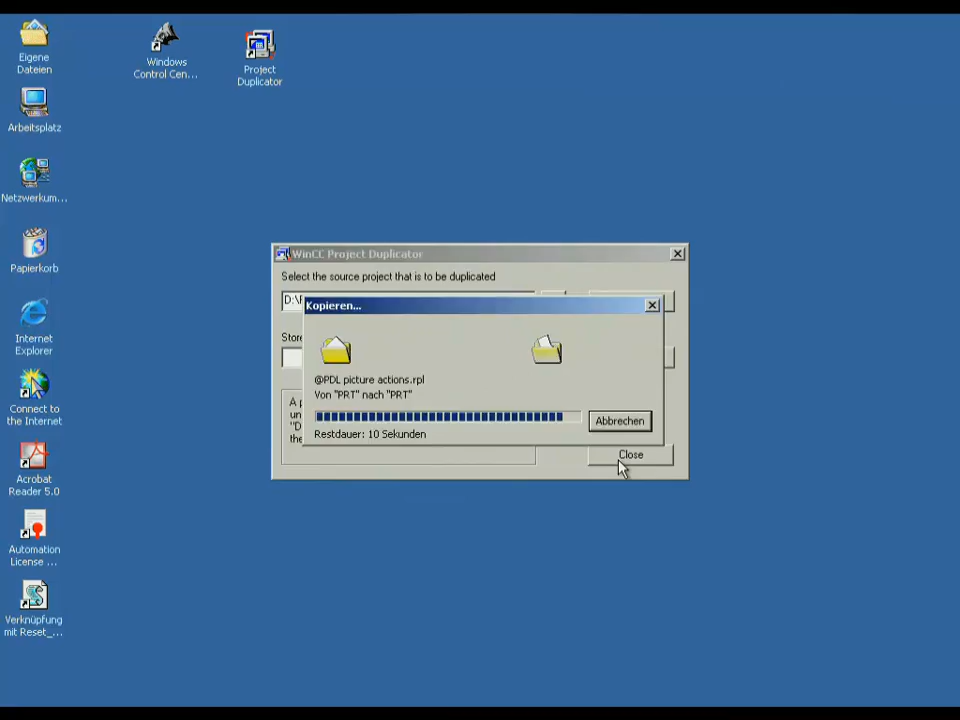 Eigene
Dateien
Windows
Control Cen...
Project
Duplicator
Arbeitsplatz
Netzwerkum...
Papierkorb
Internet
Explorer
Connect to
the Internet
Acrobat
Reader 5.0
Automation
License ...
Verknüpfung
mit Reset_...
WinCC Project Duplicator
Select the source project that is to be duplicated
D:\
Kopieren...
Store
@PDL picture actions.rpl
Von "PRT" nach "PRT"
A
un
"D
the
Abbrechen
Restdauer: 10 Sekunden
Close